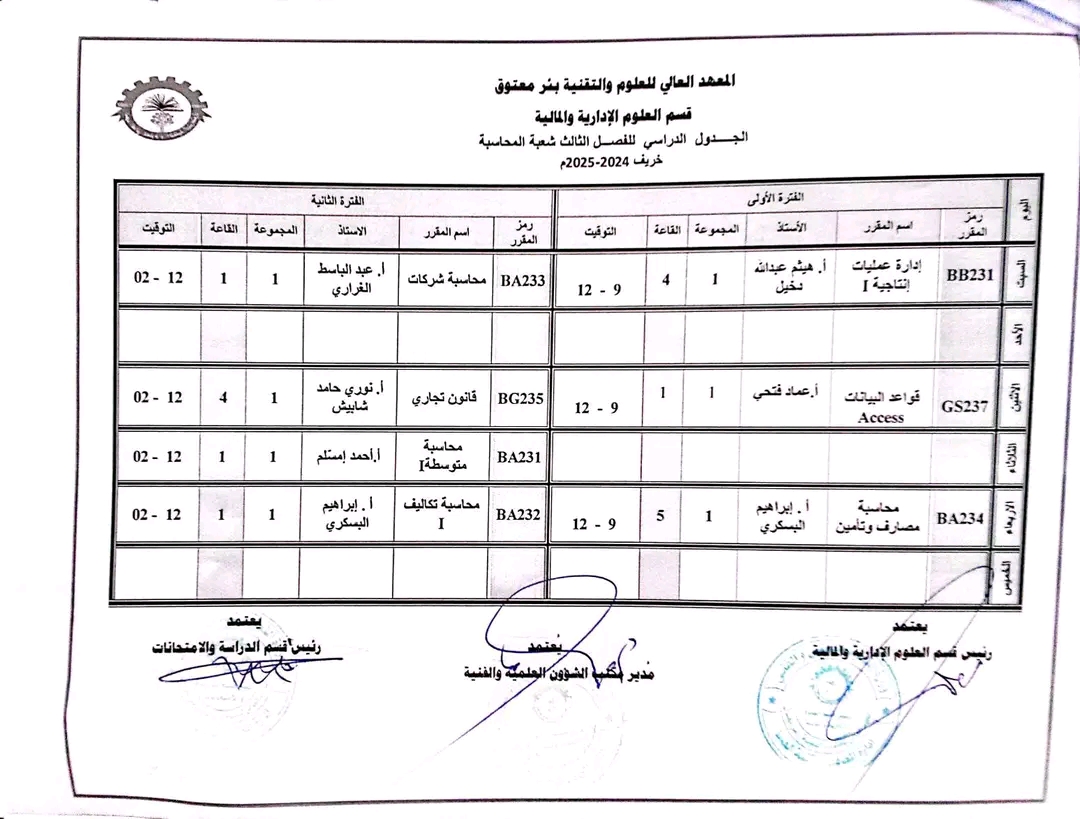 المعهد العالي للعلوم والتقنية بئر معتوق
قسم العلوم الإدارية والمالية
الجدول الدراسي للفصل الثالث شعبة المحاسبة
خريف 2024-2025م
اليوم الفترة الأولى الفترة الثانية
رمز المقرر اسم المقرر الأستاذ المجموعة القاعة التوقيت رمز المقرر اسم المقرر الاستاذ المجموعة القاعة التوقيت
السبت BB231 إدارة عمليات إنتاجية I أ. هيثم عبدالله دخيل 1 4 9 - 12 BA233 محاسبة شركات أ. عبد الباسط الغراري 1 1 12 - 02
الأحد
الاثنين GS237 قواعد البيانات Access أ.عماد فتحي 1 1 9 - 12 BG235 قانون تجاري أ. نوري حامد شابيش 1 4 12 - 02
الثلاثاء BA231 محاسبة متوسطة I أ.أحمد إمستلم 1 1 12 - 02
الاربعاء BA234 محاسبة مصارف وتأمين أ. إبراهيم البسكري 1 5 9 - 12 BA232 محاسبة تكاليف I أ. إبراهيم البسكري 1 1 12 - 02
الخميس
يعتمد
رئيس قسم العلوم الإدارية والمالية
يُعتمد
مُدير مكتب الشؤون العلمية والفنية
يعتمد
رئيس قسم الدراسة والامتحانات